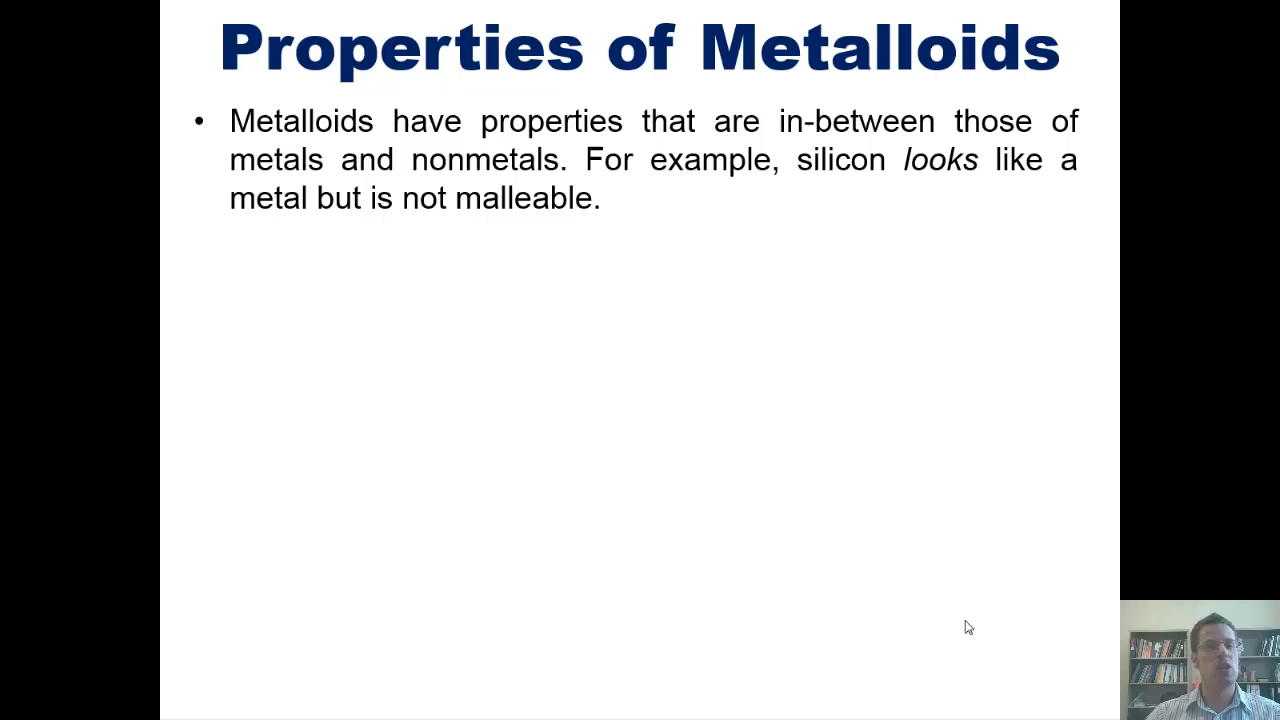 Properties of Metalloids
• Metalloids have properties that are in-between those of
metals and nonmetals. For example, silicon looks like a
metal but is not malleable.